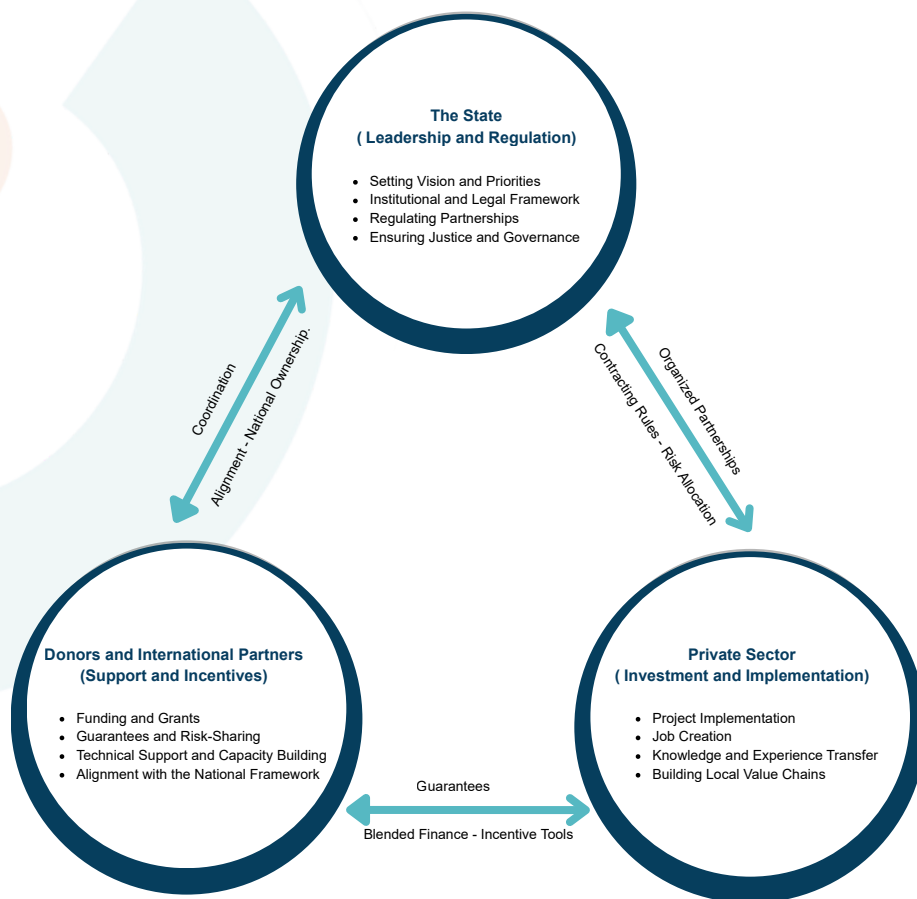 The State
( Leadership and Regulation)
• Setting Vision and Priorities
• Institutional and Legal Framework
• Regulating Partnerships
• Ensuring Justice and Governance
Coordination
Alignment - National Ownership.
Organized Partnerships
Contracting Rules - Risk Allocation
Donors and International Partners
(Support and Incentives)
• Funding and Grants
• Guarantees and Risk-Sharing
• Technical Support and Capacity Building
• Alignment with the National Framework
Guarantees
Blended Finance - Incentive Tools
Private Sector
( Investment and Implementation)
• Project Implementation
• Job Creation
• Knowledge and Experience Transfer
• Building Local Value Chains